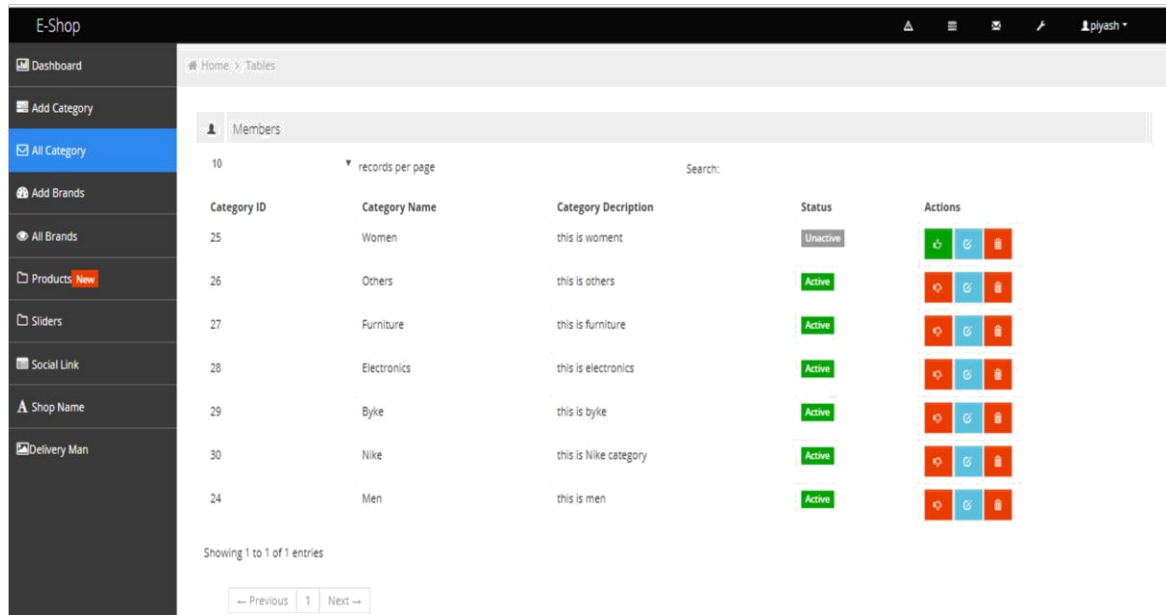 E-Shop piyash
Dashboard
Home > Tables
Add Category
Members
All Category
10 records per page Search:
Add Brands
Category ID Category Name Category Decription Status Actions
All Brands
25 Women this is woment Unactive
Products New
26 Others this is others Active
Sliders
27 Furniture this is furniture Active
Social Link
28 Electronics this is electronics Active
Shop Name
29 Byke this is byke Active
Delivery Man
30 Nike this is Nike category Active
24 Men this is men Active
Showing 1 to 1 of 1 entries
← Previous 1 Next →